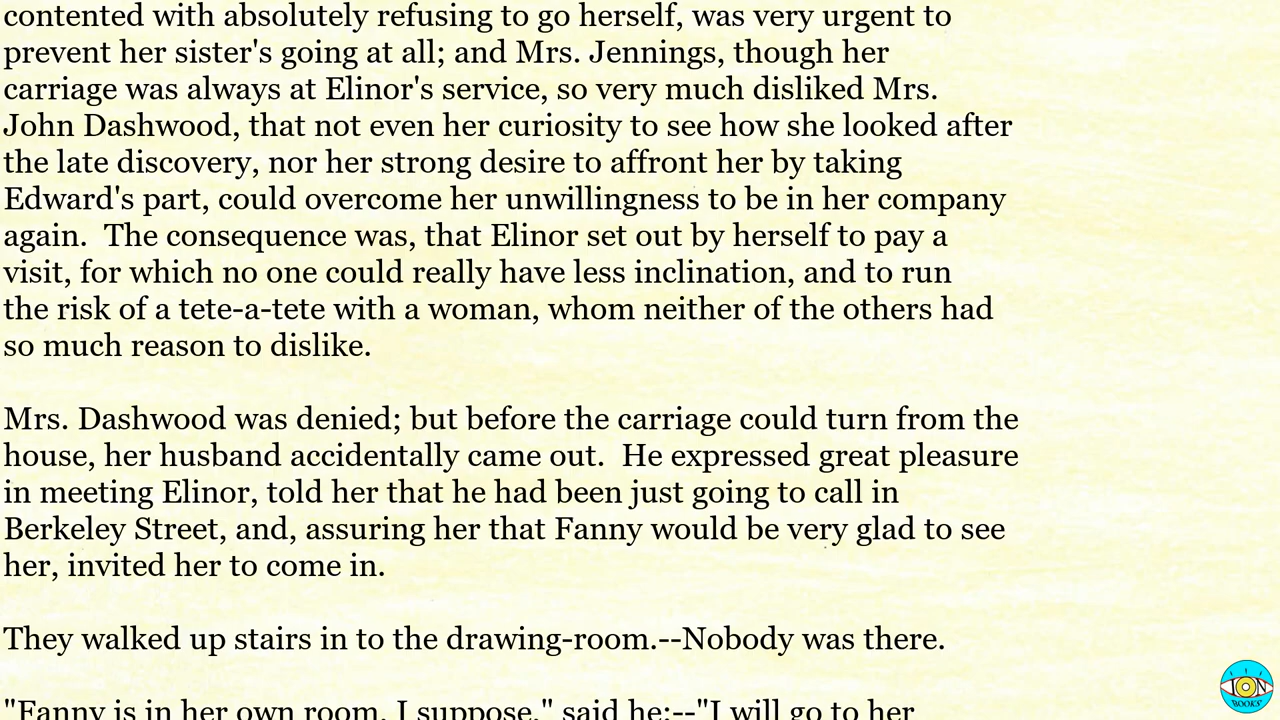 contented with absolutely refusing to go herself, was very urgent to
prevent her sister's going at all; and Mrs. Jennings, though her
carriage was always at Elinor's service, so very much disliked Mrs.
John Dashwood, that not even her curiosity to see how she looked after
the late discovery, nor her strong desire to affront her by taking
Edward's part, could overcome her unwillingness to be in her company
again.  The consequence was, that Elinor set out by herself to pay a
visit, for which no one could really have less inclination, and to run
the risk of a tete-a-tete with a woman, whom neither of the others had
so much reason to dislike.

Mrs. Dashwood was denied; but before the carriage could turn from the
house, her husband accidentally came out.  He expressed great pleasure
in meeting Elinor, told her that he had been just going to call in
Berkeley Street, and, assuring her that Fanny would be very glad to see
her, invited her to come in.

They walked up stairs in to the drawing-room.--Nobody was there.

"Fanny is in her own room, I suppose," said he:--"I will go to her
ION
BOOKS